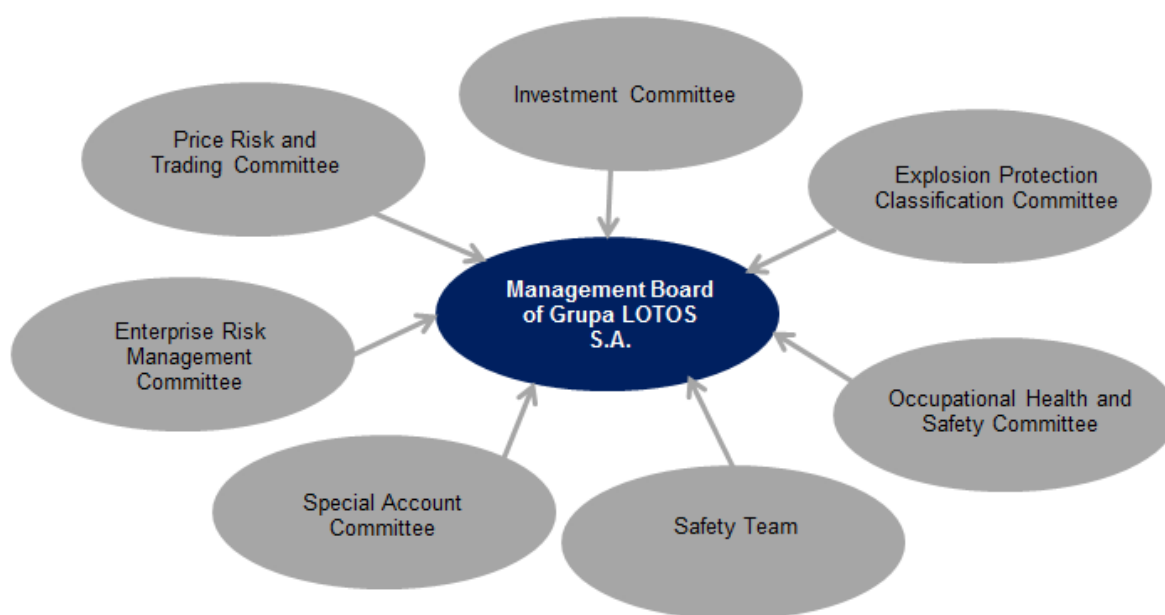 Investment Committee
Price Risk and
Trading Committee
Explosion Protection
Classification Committee
Management Board
of Grupa LOTOS
S.A.
Enterprise Risk
Management
Committee
Occupational Health and
Safety Committee
Special Account
Committee
Safety Team